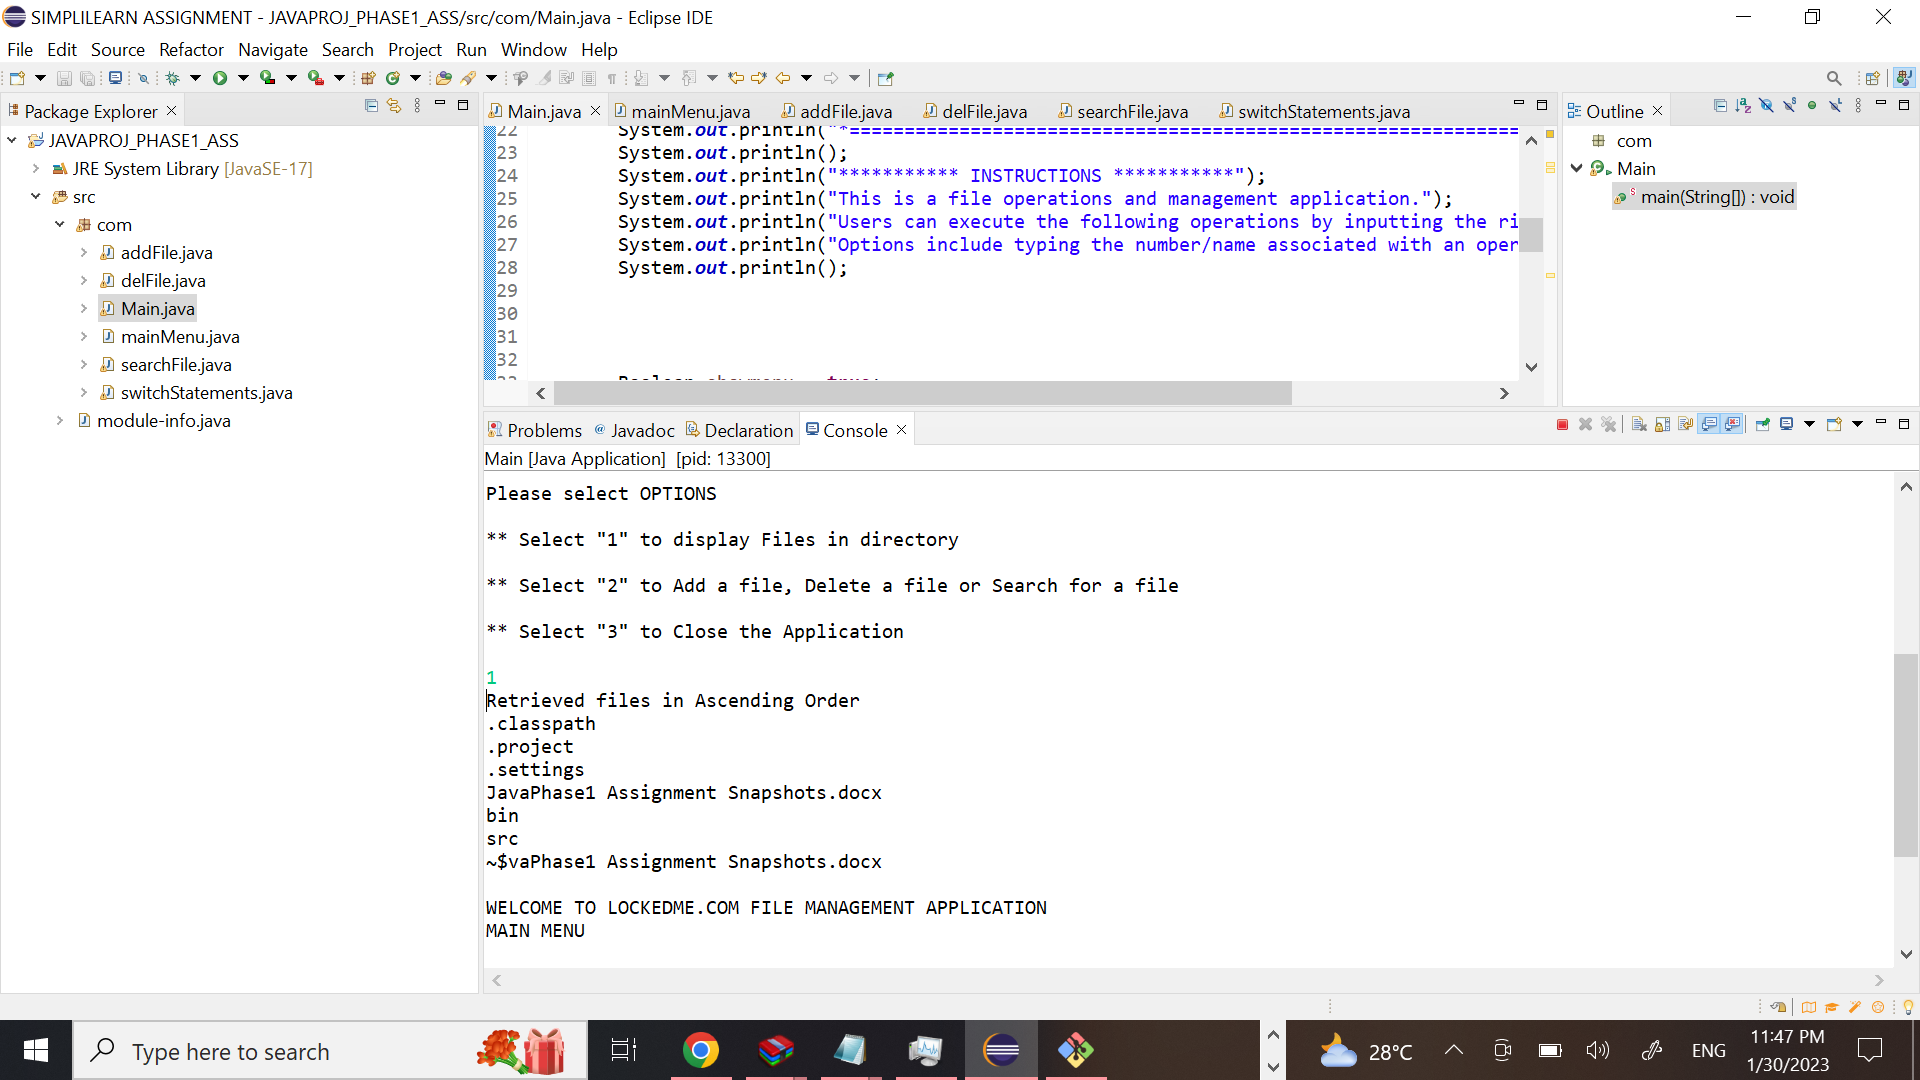 SIMPLILEARN ASSIGNMENT - JAVAPROJ_PHASE1_ASS/src/com/Main.java - Eclipse IDE
File Edit Source Refactor Navigate Search Project Run Window Help
Package Explorer
JAVAPROJ_PHASE1_ASS
JRE System Library [JavaSE-17]
src
com
addFile.java
delFile.java
Main.java
mainMenu.java
searchFile.java
switchStatements.java
module-info.java
Main.java mainMenu.java addFile.java delFile.java searchFile.java switchStatements.java
22 System.out.println("*==============================================================
23 System.out.println();
24 System.out.println("*********** INSTRUCTIONS ***********");
25 System.out.println("This is a file operations and management application.");
26 System.out.println("Users can execute the following operations by inputting the ri
27 System.out.println("Options include typing the number/name associated with an oper
28 System.out.println();
29
30
31
32
Outline
com
Main
main(String[]) : void
Problems @ Javadoc Declaration Console
Main [Java Application] [pid: 13300]
Please select OPTIONS
** Select "1" to display Files in directory
** Select "2" to Add a file, Delete a file or Search for a file
** Select "3" to Close the Application
1
Retrieved files in Ascending Order
.classpath
.project
.settings
JavaPhase1 Assignment Snapshots.docx
bin
src
~$vaPhase1 Assignment Snapshots.docx
WELCOME TO LOCKEDME.COM FILE MANAGEMENT APPLICATION
MAIN MENU
Type here to search
28°C
ENG
11:47 PM
1/30/2023